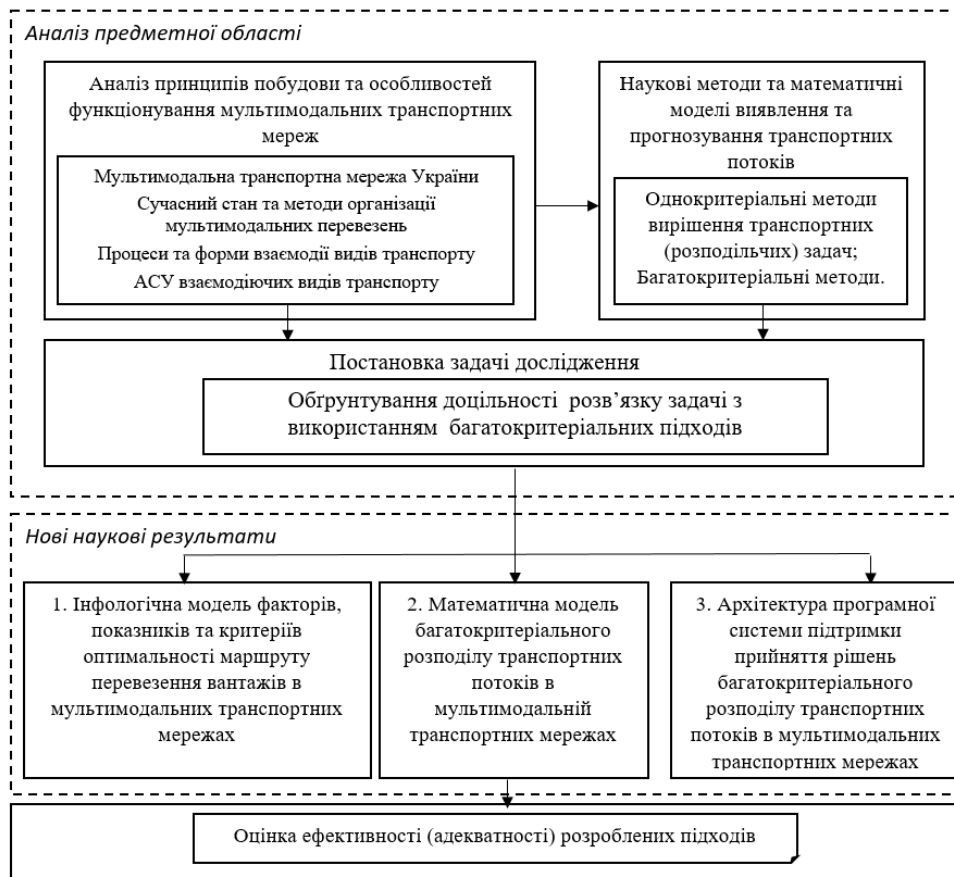 Аналіз предметної області
Аналіз принципів побудови та особливостей
функціонування мультимодальних транспортних
мереж
Мультимодальна транспортна мережа України
Сучасний стан та методи організації
мультимодальних перевезень
Процеси та форми взаємодії видів транспорту
АСУ взаємодіючих видів транспорту
Наукові методи та математичні
моделі виявлення та
прогнозування транспортних
потоків
Однокритеріальні методи
вирішення транспортних
(розподільчих) задач;
Багатокритеріальні методи.
Постановка задачі дослідження
Обґрунтування доцільності розв’язку задачі з
використанням багатокритеріальних підходів
Нові наукові результати
1. Інфологічна модель факторів,
показників та критеріїв
оптимальності маршруту
перевезення вантажів в
мультимодальних транспортних
мережах
2. Математична модель
багатокритеріального
розподілу транспортних
потоків в
мультимодальній
транспортних мережах
3. Архітектура програмної
системи підтримки
прийняття рішень
багатокритеріального
розподілу транспортних
потоків в мультимодальних
транспортних мережах
Оцінка ефективності (адекватності) розроблених підходів